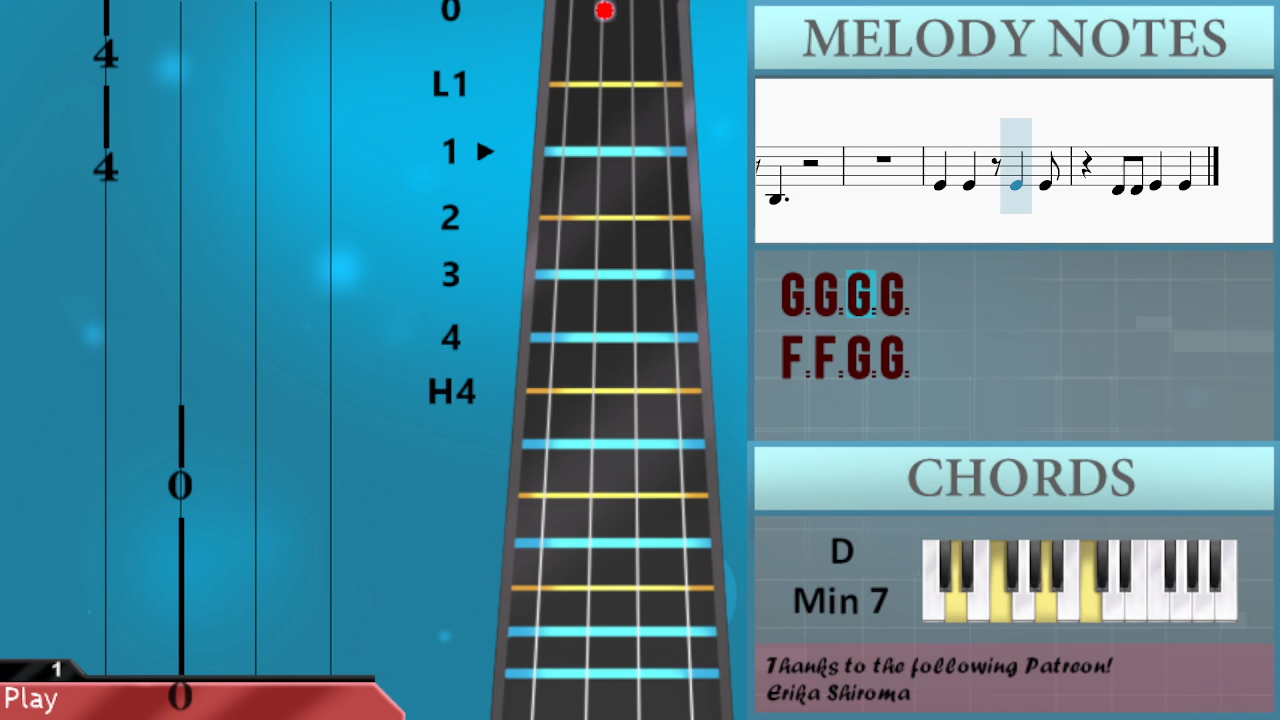 4
4
0
1
Play
0
0
L1
1
2
3
4
H4
MELODY NOTES
G. G. G. G.
F. F. G. G.
CHORDS
D
Min 7
Thanks to the following Patreon!
Erika Shiroma